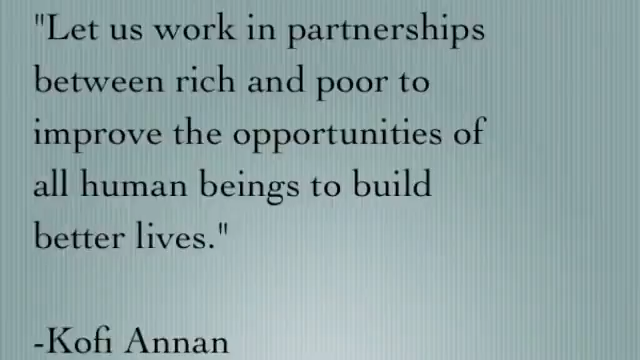 "Let us work in partnerships
between rich and poor to
improve the opportunities of
all human beings to build
better lives."
-Kofi Annan